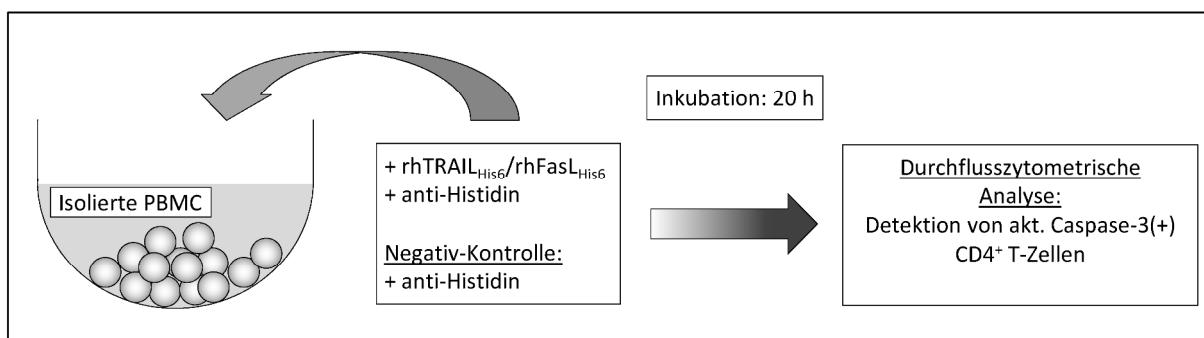 Inkubation: 20 h
Isolierte PBMC
+ rhTRAILHis6/rhFasLHis6
+ anti-Histidin
Negativ-Kontrolle:
+ anti-Histidin
Durchflusszytometrische
Analyse:
Detektion von akt. Caspase-3(+)
CD4⁺ T-Zellen